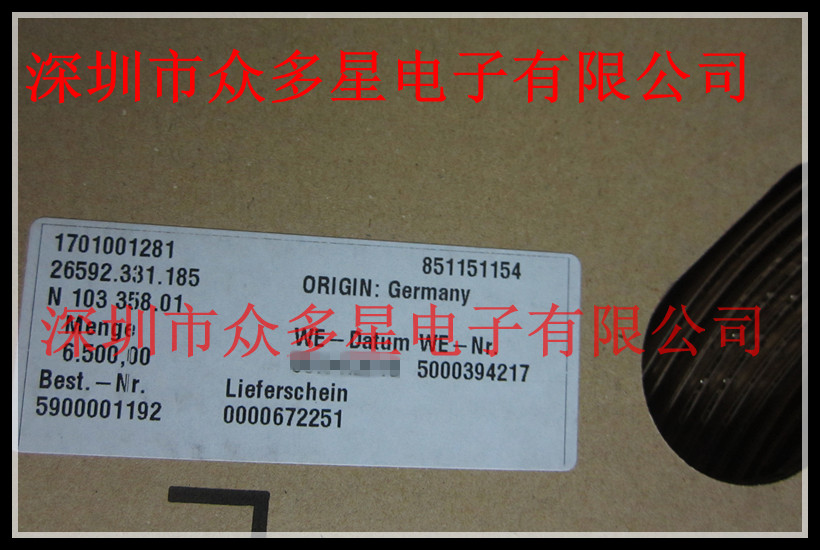 深圳市众多星电子有限公司
1701001281
851151154
26592.331.185
ORIGIN: Germany
N 103 358.01
深圳市众多星电子有限公司
Menge
WE-Datum WE-Nr.
6.500,00
5000394217
Best.-Nr.
Lieferschein
5900001192
0000672251